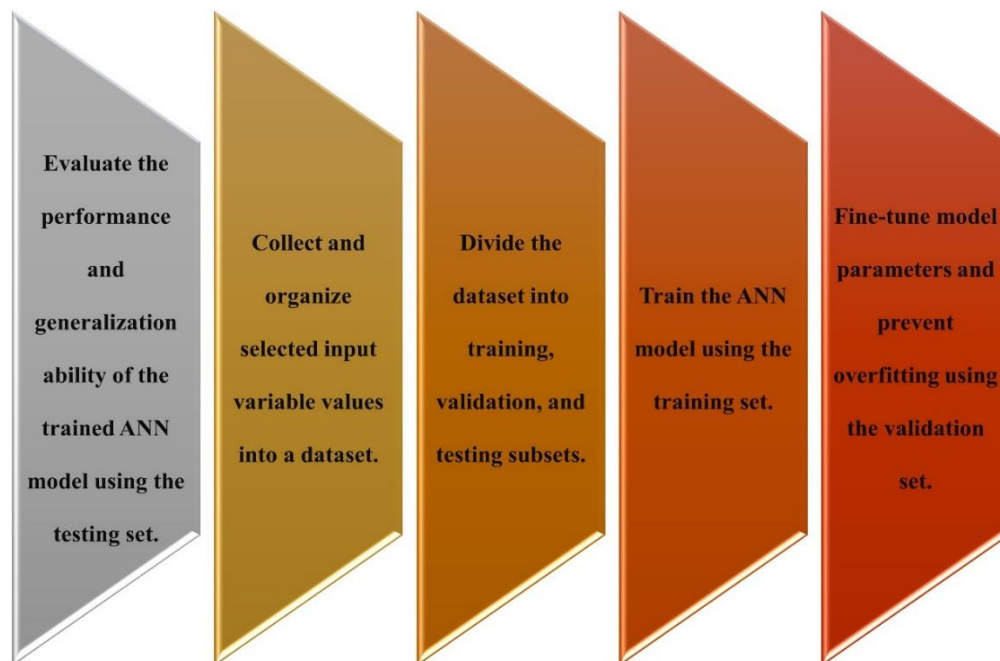 Evaluate the
performance
and
generalization
ability of the
trained ANN
model using the
testing set.
Collect and
organize
selected input
variable values
into a dataset.
Divide the
dataset into
training,
validation, and
testing subsets.
Train the ANN
model using the
training set.
Fine-tune model
parameters and
prevent
overfitting using
the validation
set.